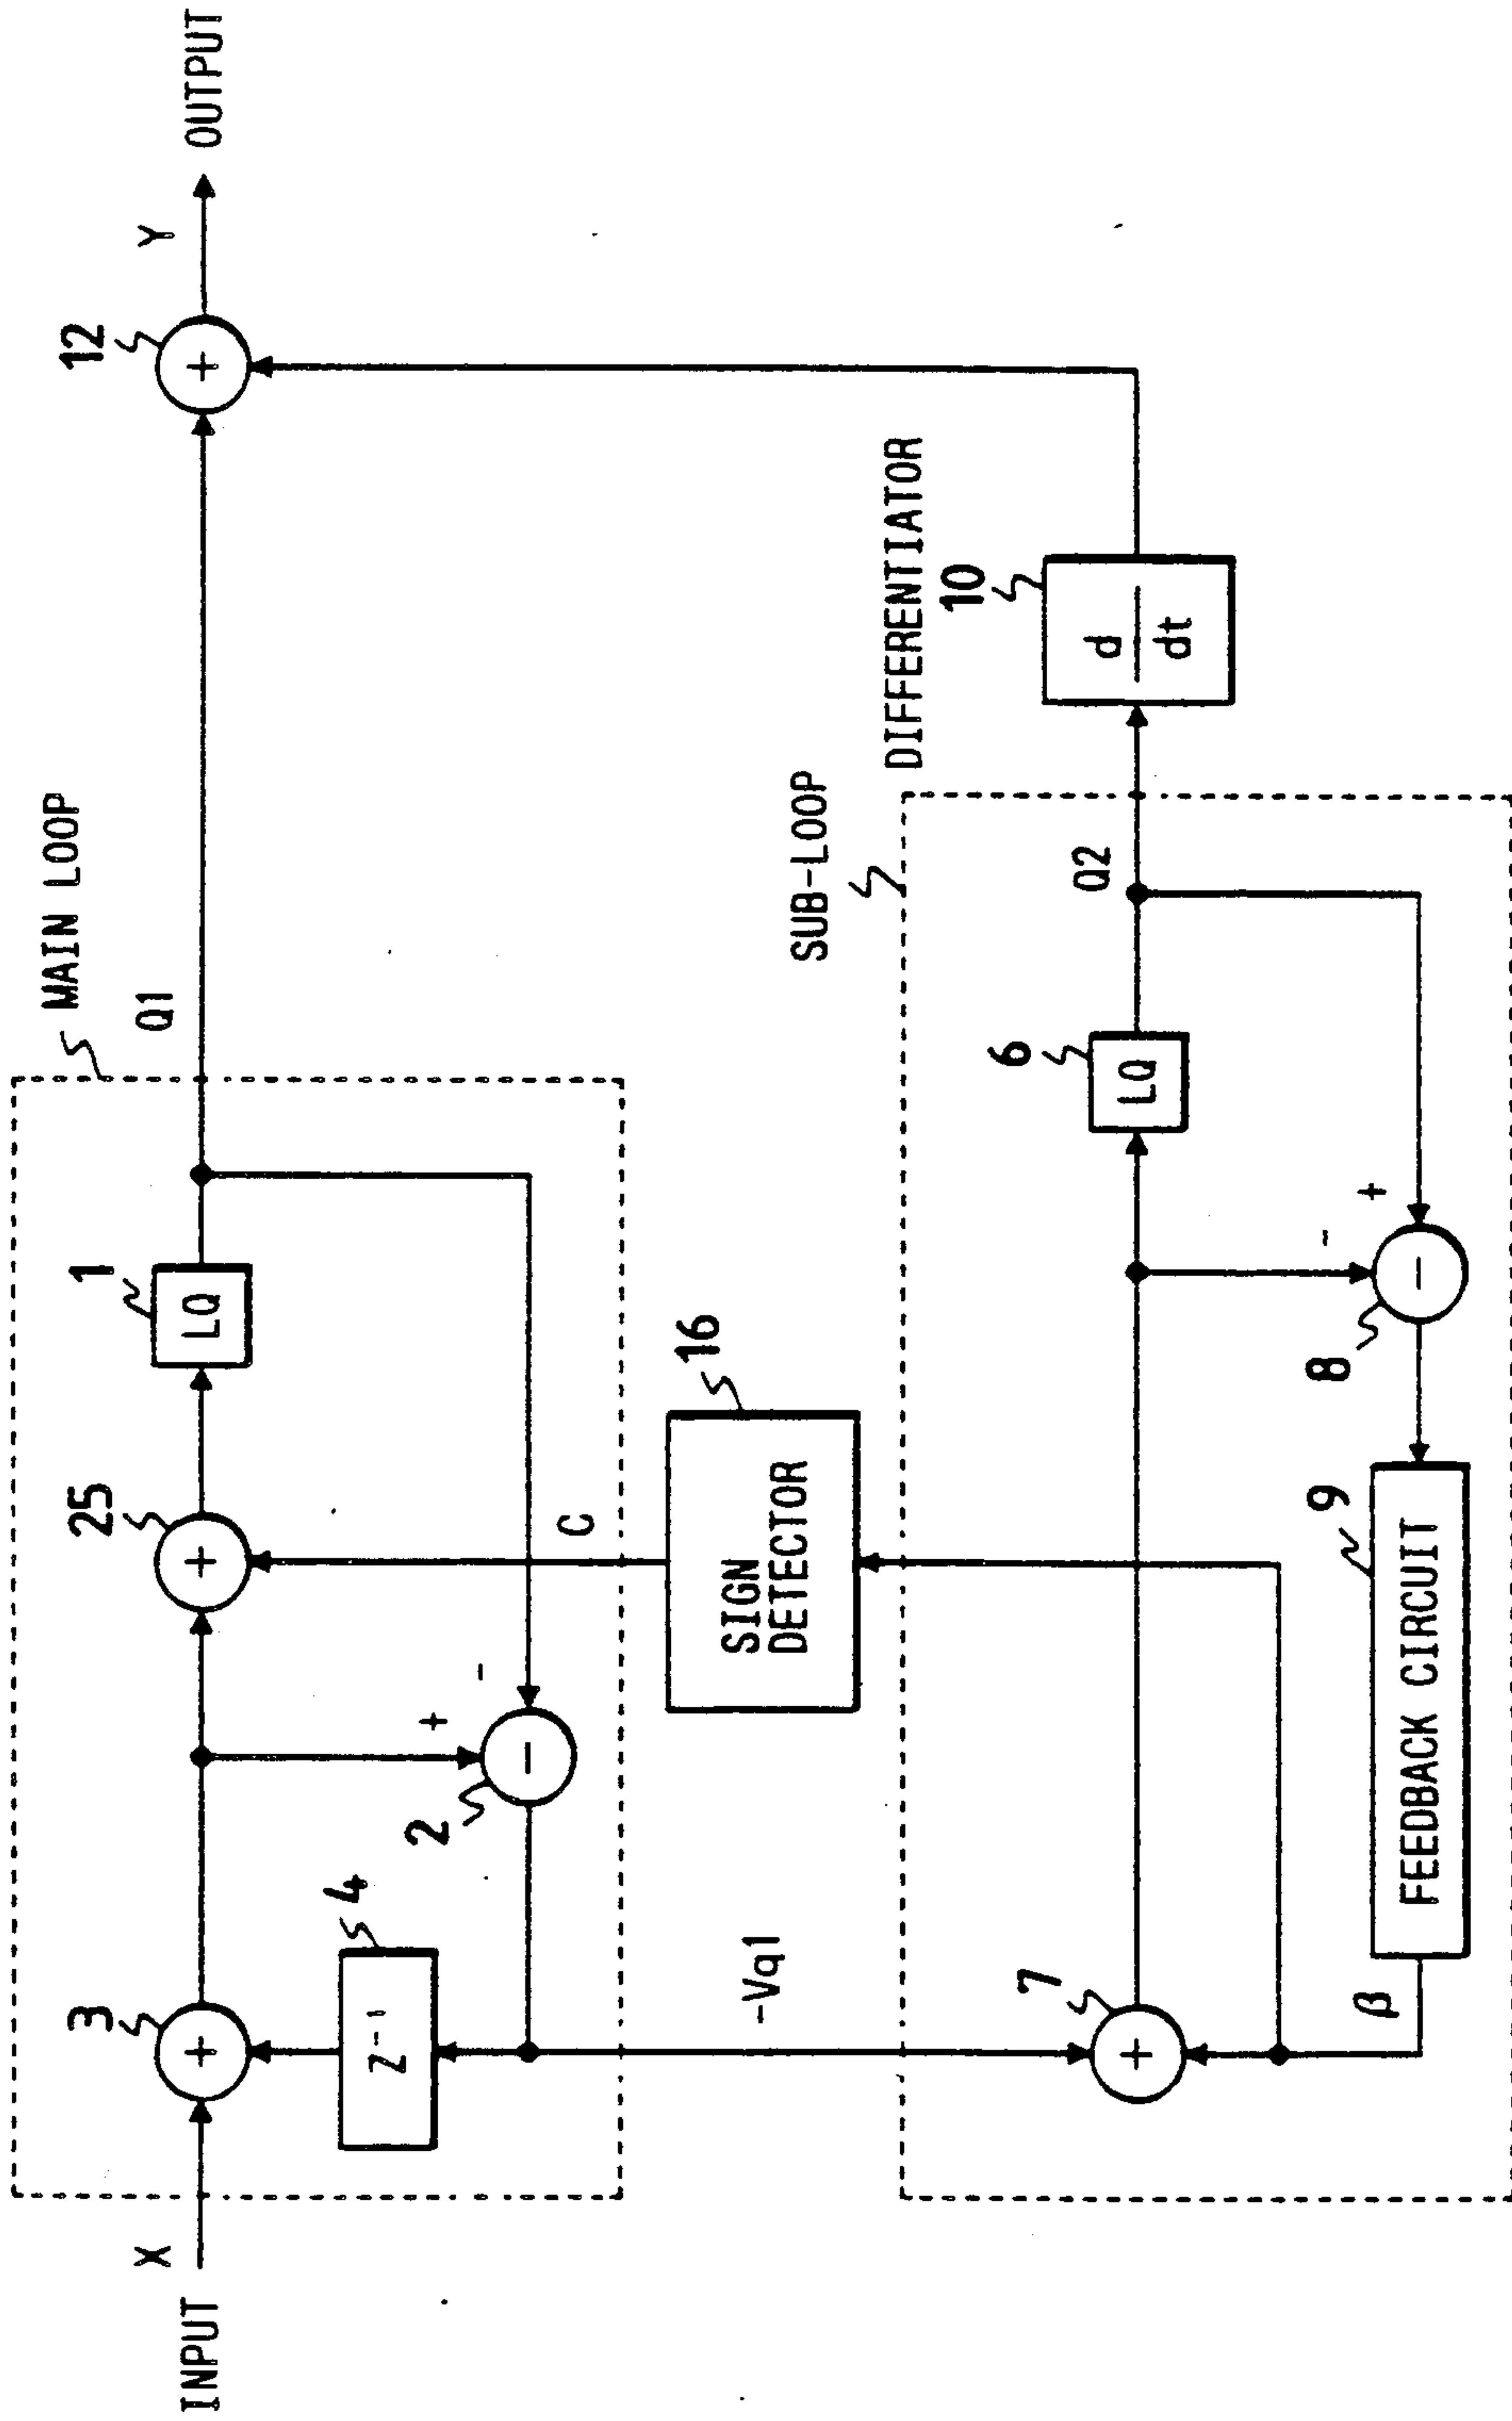 MAIN LOOP
INPUT
X
3
+
Z⁻¹
4
2
-
+
-
25
+
1
LQ
Q1
12
+
Y
OUTPUT
C
SIGN
DETECTOR
16
-Vq1
SUB-LOOP
7
+
6
LQ
Q2
DIFFERENTIATOR
10
d
dt
β
FEEDBACK CIRCUIT
9
8
-
-
+